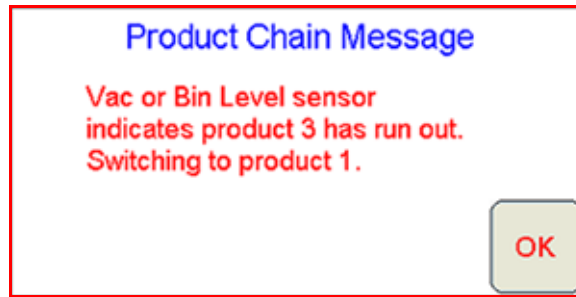 Product Chain Message
Vac or Bin Level sensor
indicates product 3 has run out.
Switching to product 1.
OK